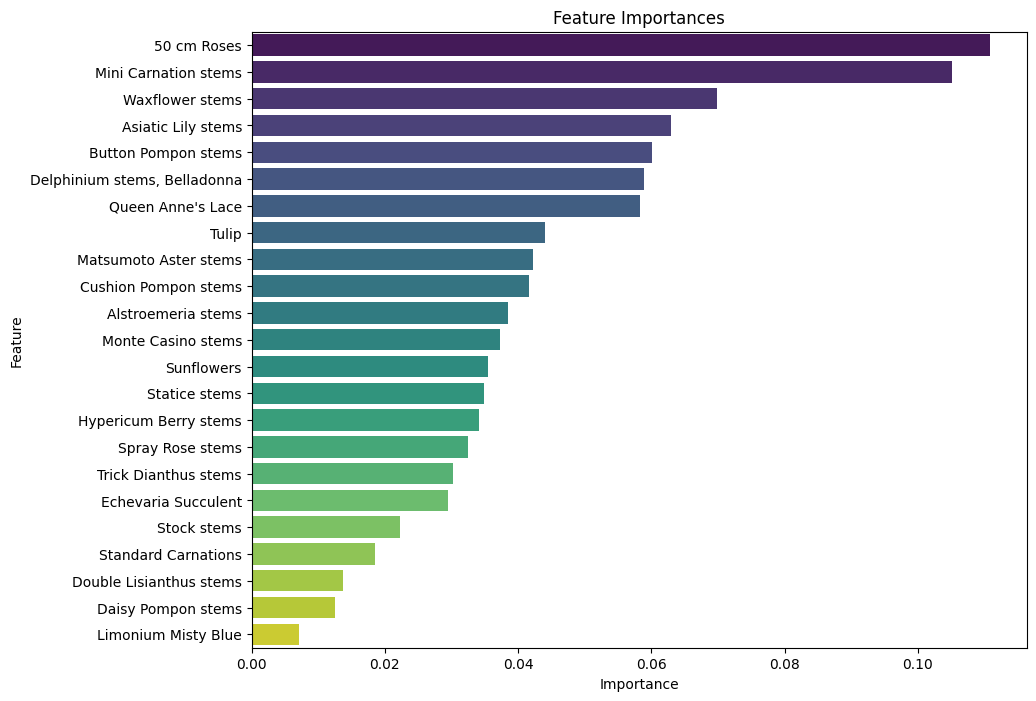 Feature Importances
50 cm Roses
Mini Carnation stems
Waxflower stems
Asiatic Lily stems
Button Pompon stems
Delphinium stems, Belladonna
Queen Anne's Lace
Tulip
Matsumoto Aster stems
Cushion Pompon stems
Alstroemeria stems
Monte Casino stems
Sunflowers
Statice stems
Hypericum Berry stems
Spray Rose stems
Trick Dianthus stems
Echevaria Succulent
Stock stems
Standard Carnations
Double Lisianthus stems
Daisy Pompon stems
Limonium Misty Blue
Feature
0.00 0.02 0.04 0.06 0.08 0.10
Importance